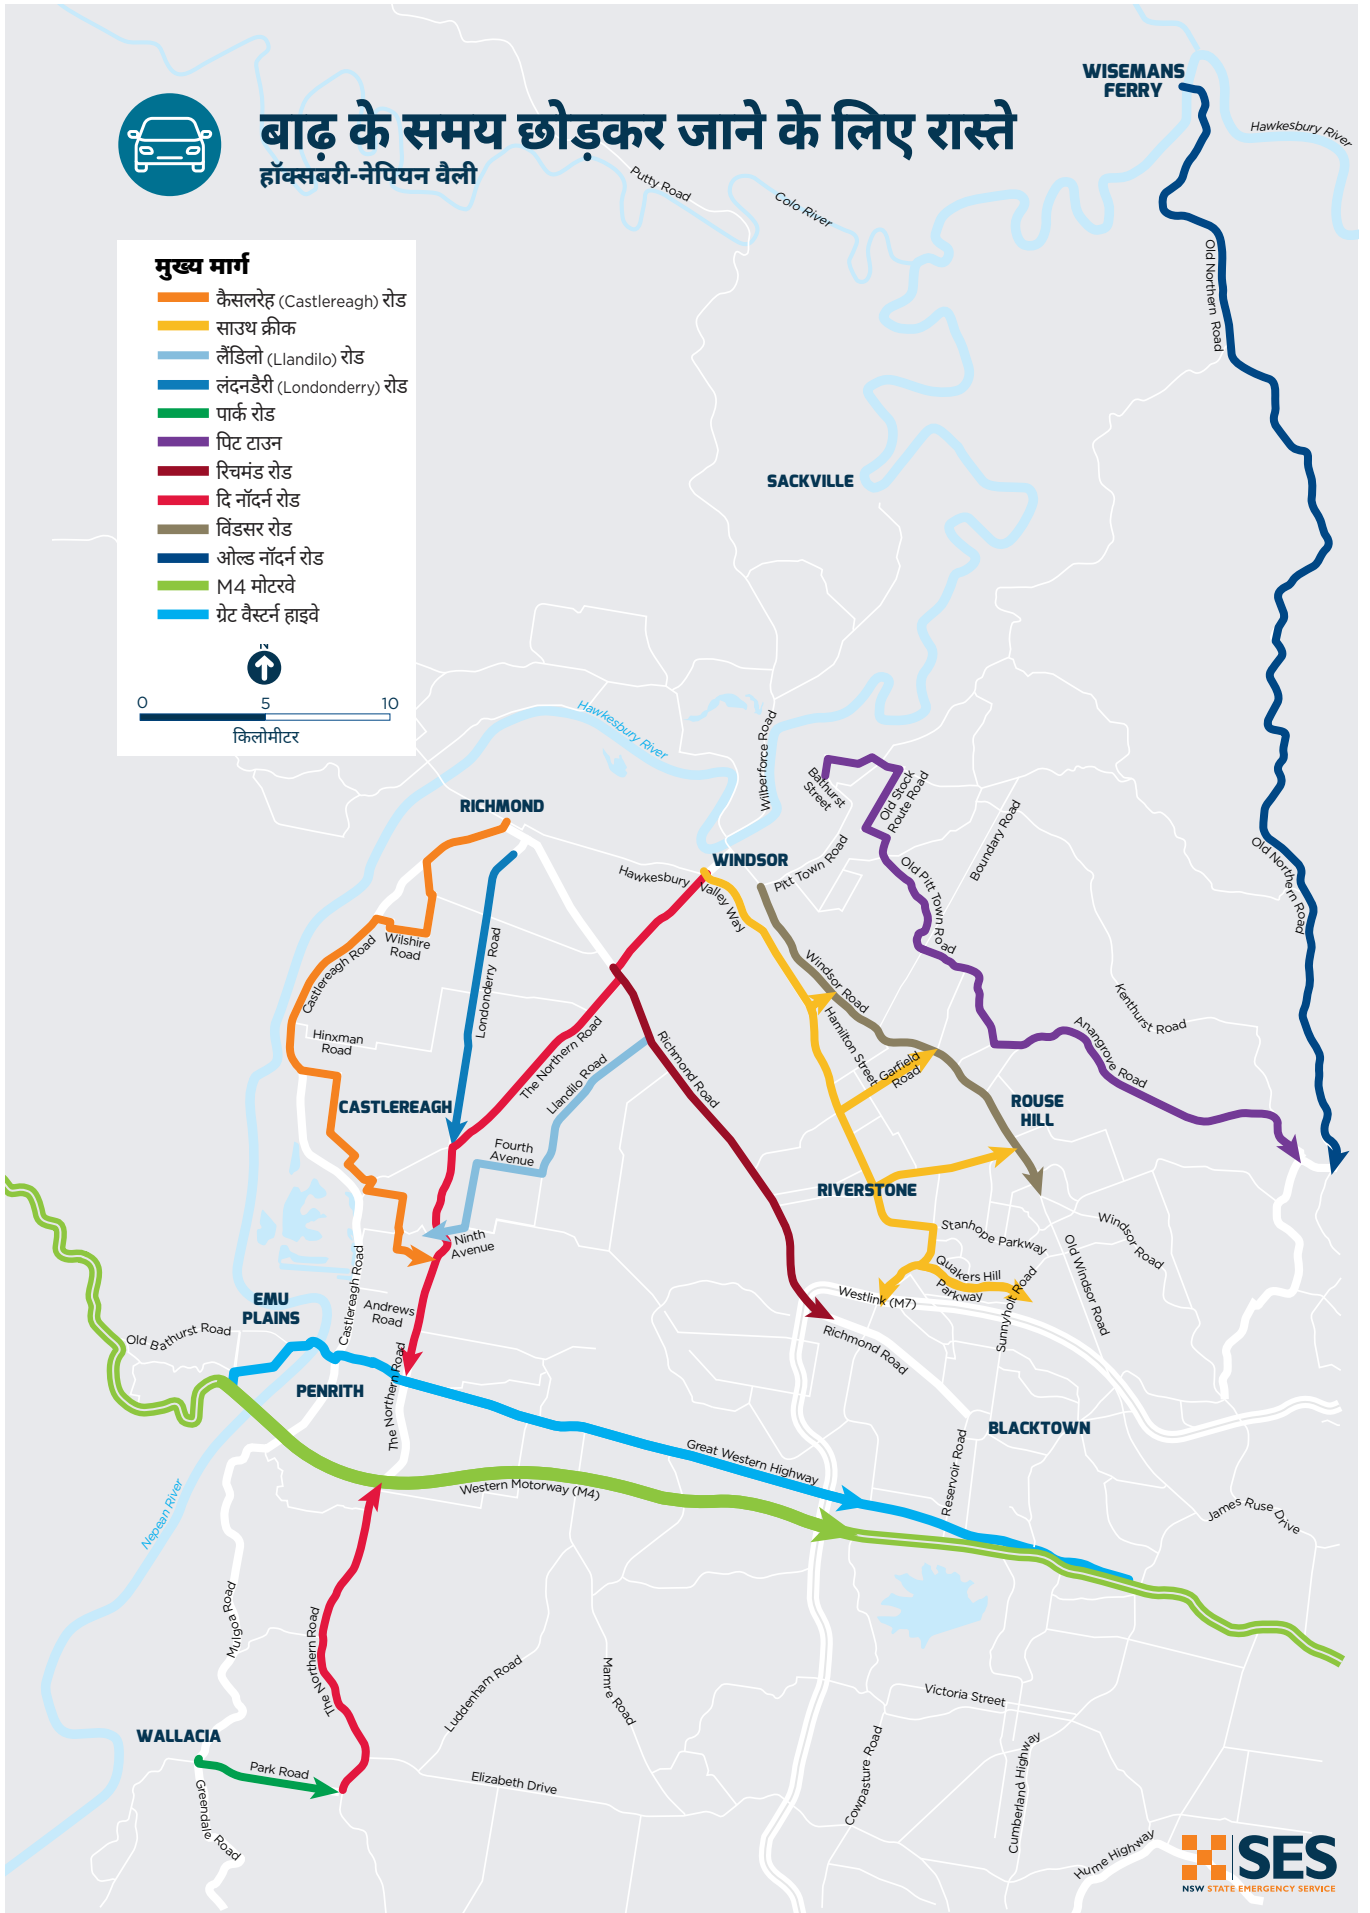 बाढ़ के समय छोड़कर जाने के लिए रास्ते
हॉक्सबरी-नेपियन वैली
मुख्य मार्ग
कैसलरेह (Castlereagh) रोड
साउथ क्रीक
लैंडिलो (Llandilo) रोड
लंदनडैरी (Londonderry) रोड
पार्क रोड
पिट टाउन
रिचमंड रोड
दि नॉदर्न रोड
विंडसर रोड
ओल्ड नॉदर्न रोड
M4 मोटरवे
ग्रेट वैस्टर्न हाइवे
N
0 5 10
किलोमीटर
WISEMANS
FERRY
Hawkesbury River
Putty Road
Colo River
Old Northern Road
SACKVILLE
Hawkesbury River
Wilberforce Road
Bathurst
Street
Old Stock
Route Road
RICHMOND
WINDSOR
Pitt Town Road
Boundary Road
Old Northern Road
Hawkesbury Valley Way
Old Pitt Town Road
Castlereagh Road
Wilshire
Road
Londonderry Road
Windsor Road
Kenthurst Road
Hinxman
Road
The Northern Road
Hamilton Street
Richmond Road
Llandilo Road
Garfield
Road
Anangrove Road
CASTLEREAGH
ROUSE
HILL
Fourth
Avenue
RIVERSTONE
Ninth
Avenue
Stanhope Parkway
Windsor Road
Old Windsor Road
Quakers Hill
Parkway
Castlereagh Road
EMU
PLAINS
Andrews
Road
Westlink (M7)
Sunnyholt Road
Old Bathurst Road
Richmond Road
PENRITH
The Northern Road
BLACKTOWN
Great Western Highway
Reservoir Road
Western Motorway (M4)
Nepean River
James Ruse Drive
Mulgoa Road
The Northern Road
Luddenham Road
Mamre Road
Victoria Street
WALLACIA
Cowpasture Road
Cumberland Highway
Park Road
Elizabeth Drive
Greendale Road
Hume Highway
SES
NSW STATE EMERGENCY SERVICE